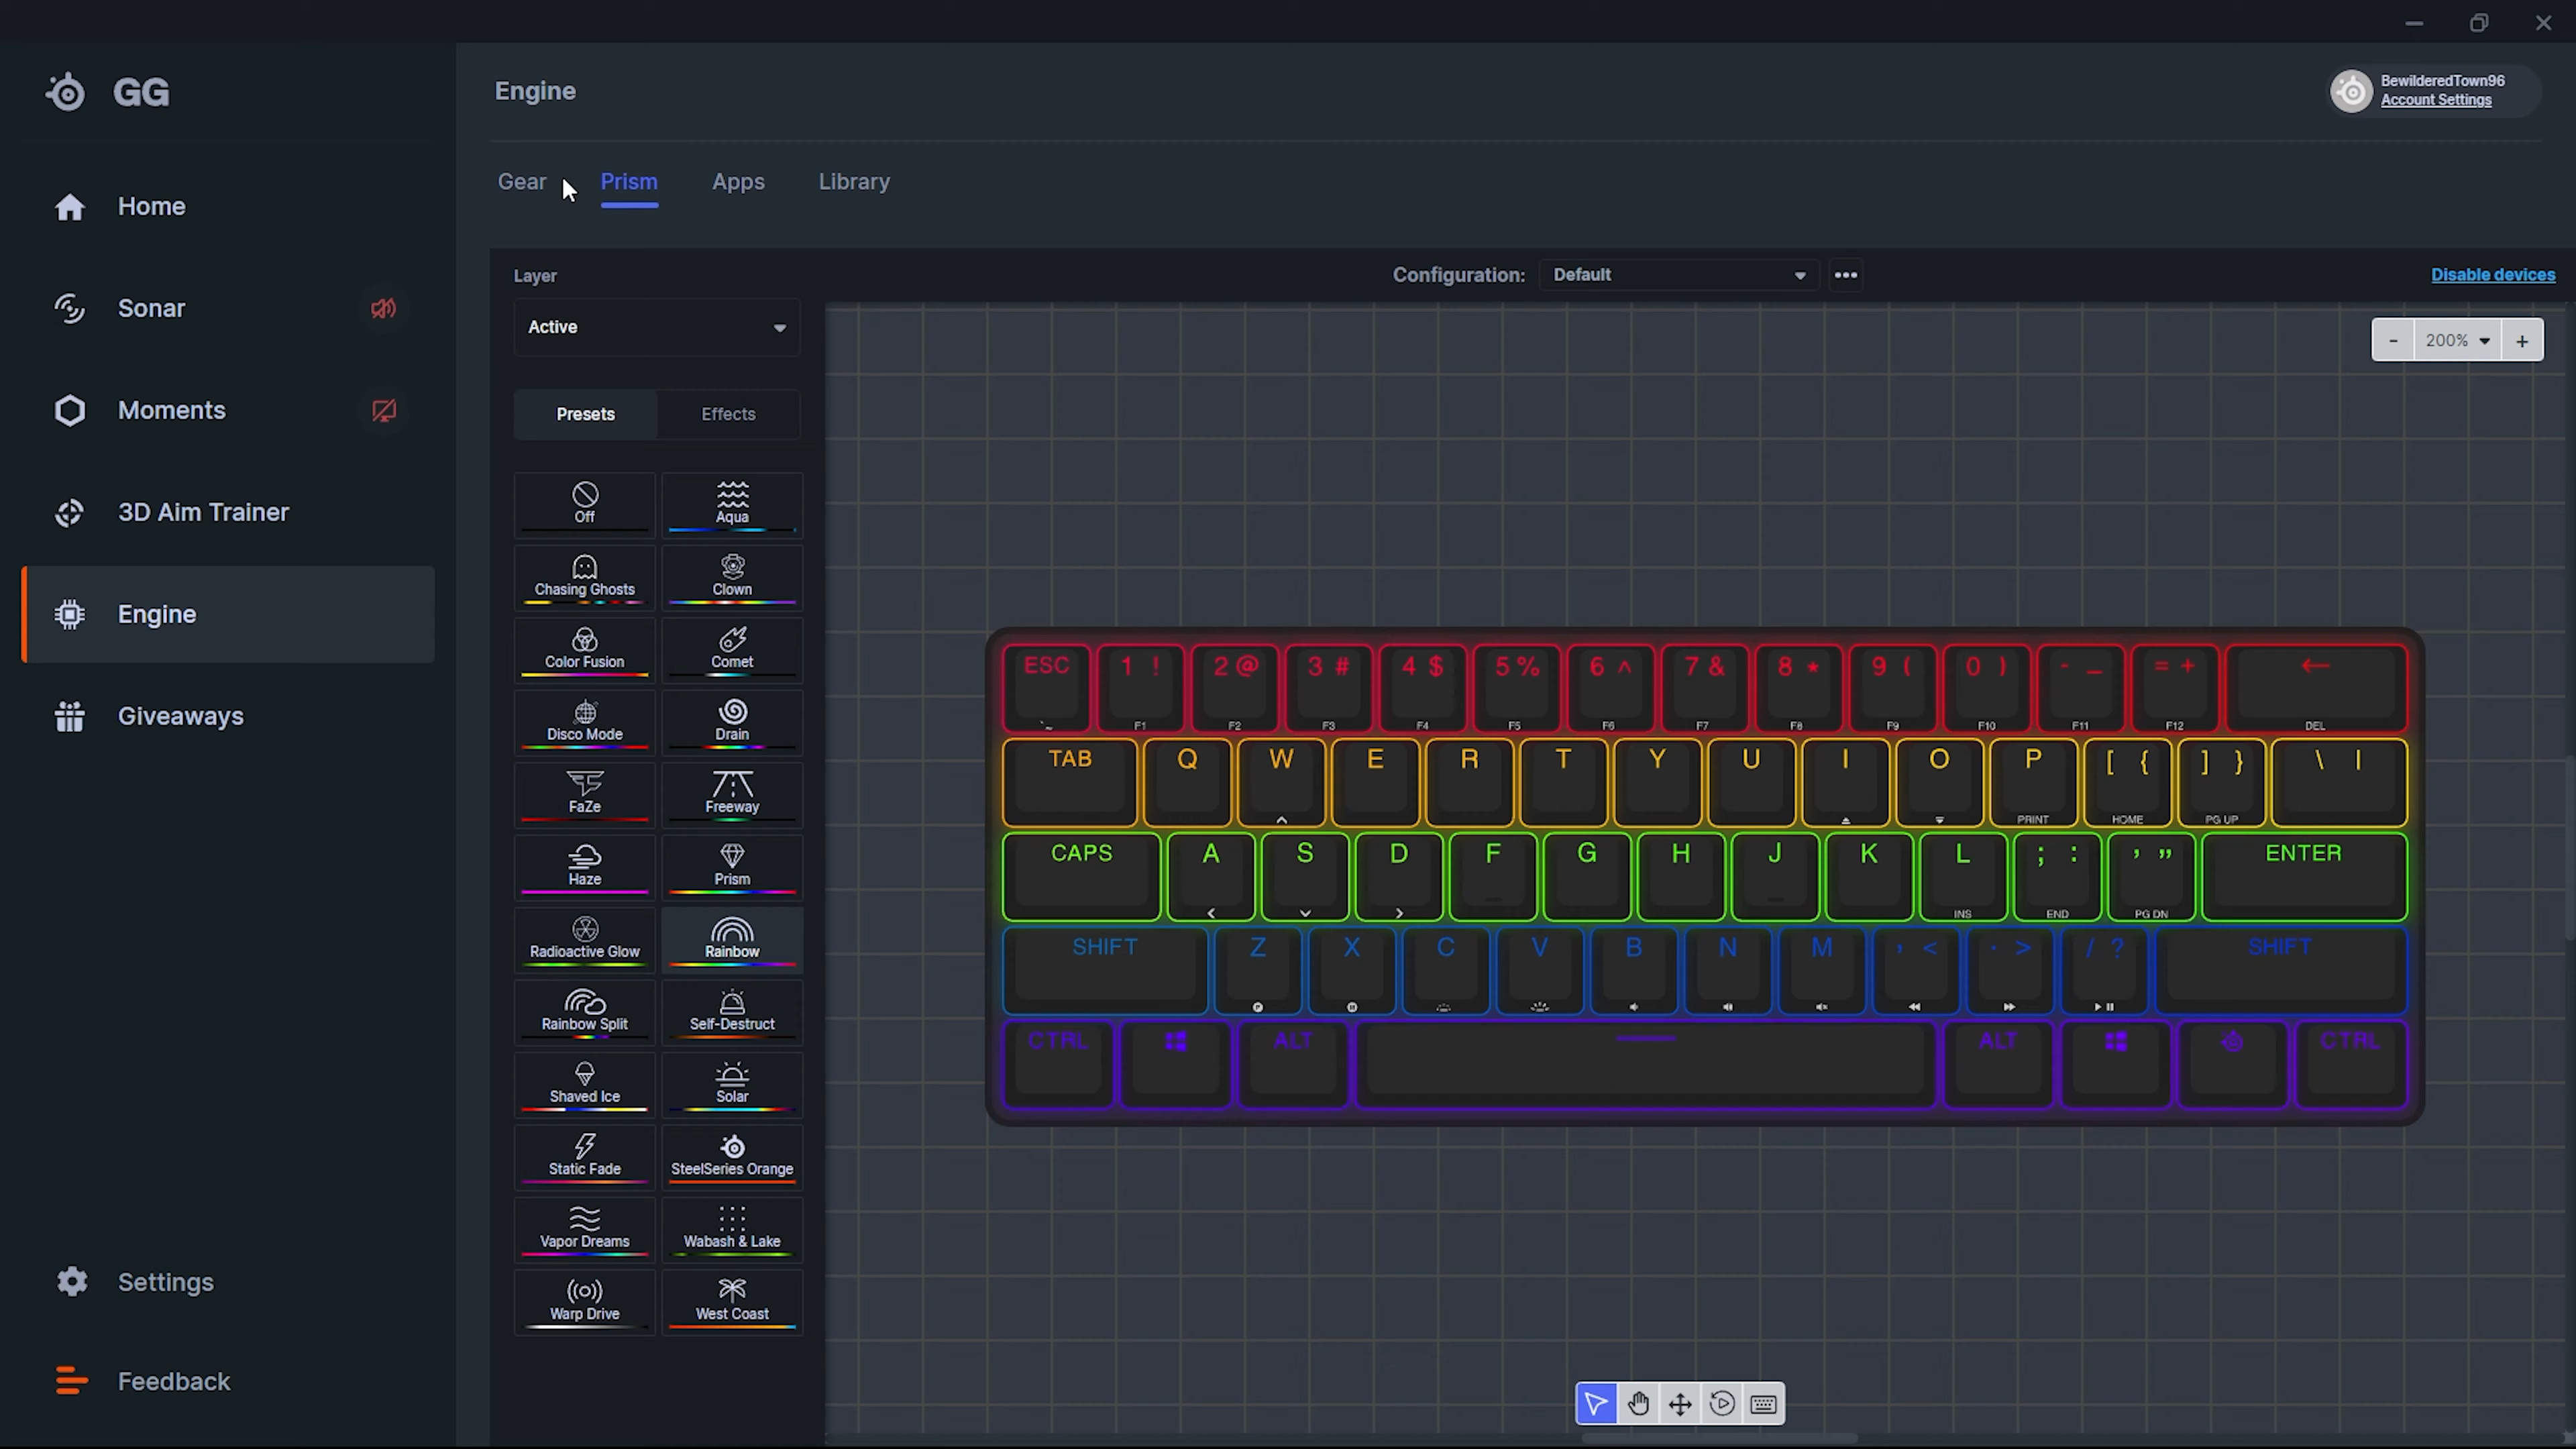 GG
Engine
BewilderedTown96
Account Settings
Home
Sonar
Moments
3D Aim Trainer
Engine
Giveaways
Settings
Feedback
Gear Prism Apps Library
Layer
Configuration: Default •••
Disable devices
Active
- 200% +
Presets Effects
Off Aqua
Chasing Ghosts Clown
Color Fusion Comet
Disco Mode Drain
FaZe Freeway
Haze Prism
Radioactive Glow Rainbow
Rainbow Split Self-Destruct
Shaved Ice Solar
Static Fade SteelSeries Orange
Vapor Dreams Wabash & Lake
Warp Drive West Coast
ESC 1 ! 2 @ 3 # 4 $ 5 % 6 ^ 7 & 8 * 9 ( 0 ) - _ = + ←
` ~ F1 F2 F3 F4 F5 F6 F7 F8 F9 F10 F11 F12 DEL
TAB Q W E R T Y U I O P [ { ] } \ |
PRINT HOME PG UP
CAPS A S D F G H J K L ; : ' " ENTER
INS END PG DN
SHIFT Z X C V B N M , < . > / ? SHIFT
CTRL ALT ALT CTRL